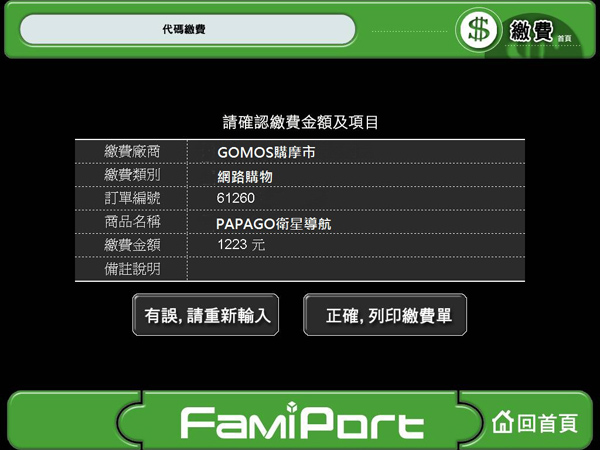 代碼繳費
繳費 首頁
請確認繳費金額及項目
繳費廠商 GOMOS購摩市
繳費類別 網路購物
訂單編號 61260
商品名稱 PAPAGO衛星導航
繳費金額 1223 元
備註說明
有誤,請重新輸入 正確,列印繳費單
FamiPort 回首頁